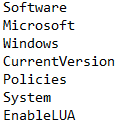 Software
Microsoft
Windows
CurrentVersion
Policies
System
EnableLUA